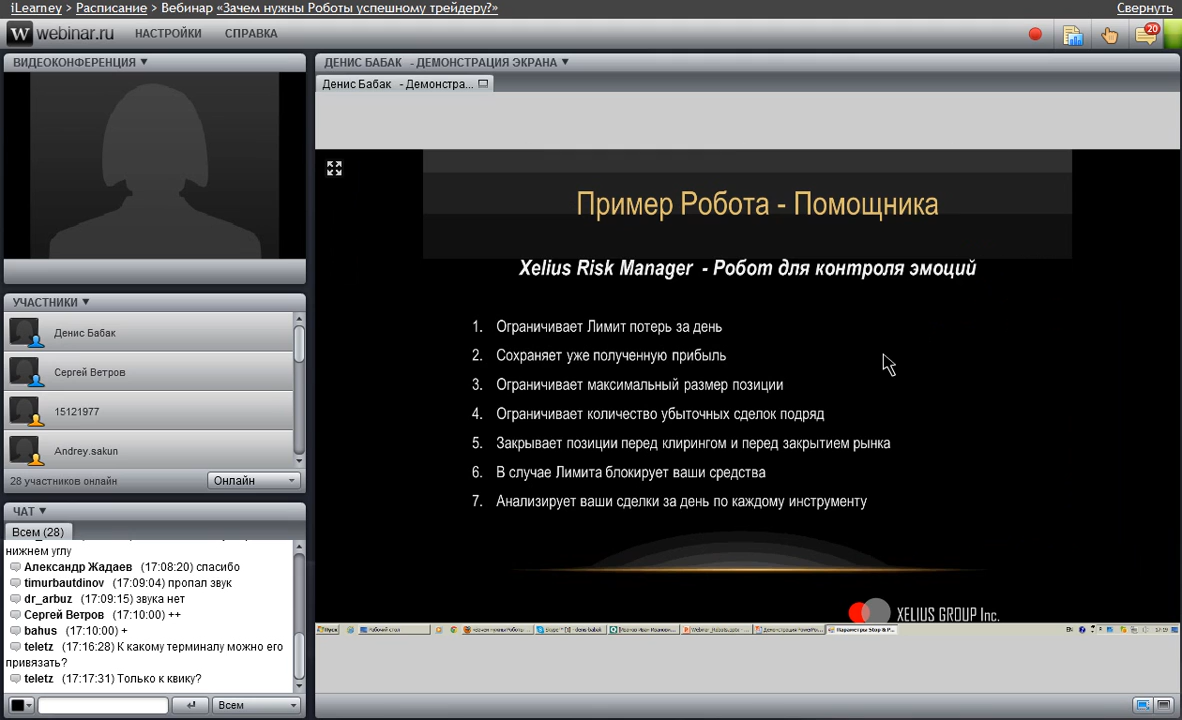 iLearney › Расписание › Вебинар «Зачем нужны Роботы успешному трейдеру?»
Свернуть
W webinar.ru НАСТРОЙКИ СПРАВКА
20
ВИДЕОКОНФЕРЕНЦИЯ
ДЕНИС БАБАК - ДЕМОНСТРАЦИЯ ЭКРАНА
Денис Бабак - Демонстра...
Пример Робота - Помощника
Xelius Risk Manager - Робот для контроля эмоций
1. Ограничивает Лимит потерь за день
2. Сохраняет уже полученную прибыль
3. Ограничивает максимальный размер позиции
4. Ограничивает количество убыточных сделок подряд
5. Закрывает позиции перед клирингом и перед закрытием рынка
6. В случае Лимита блокирует ваши средства
7. Анализирует ваши сделки за день по каждому инструменту
XELIUS GROUP Inc.
УЧАСТНИКИ
Денис Бабак
Сергей Ветров
15121977
Andrey.sakun
28 участников онлайн
Онлайн
ЧАТ
Всем (28)
нижнем углу
Александр Жадаев (17:08:20) спасибо
timurbautdinov (17:09:04) пропал звук
dr_arbuz (17:09:15) звука нет
Сергей Ветров (17:10:00) ++
bahus (17:10:00) +
teletz (17:16:28) К какому терминалу можно его
привязать?
teletz (17:17:31) Только к квику?
Всем